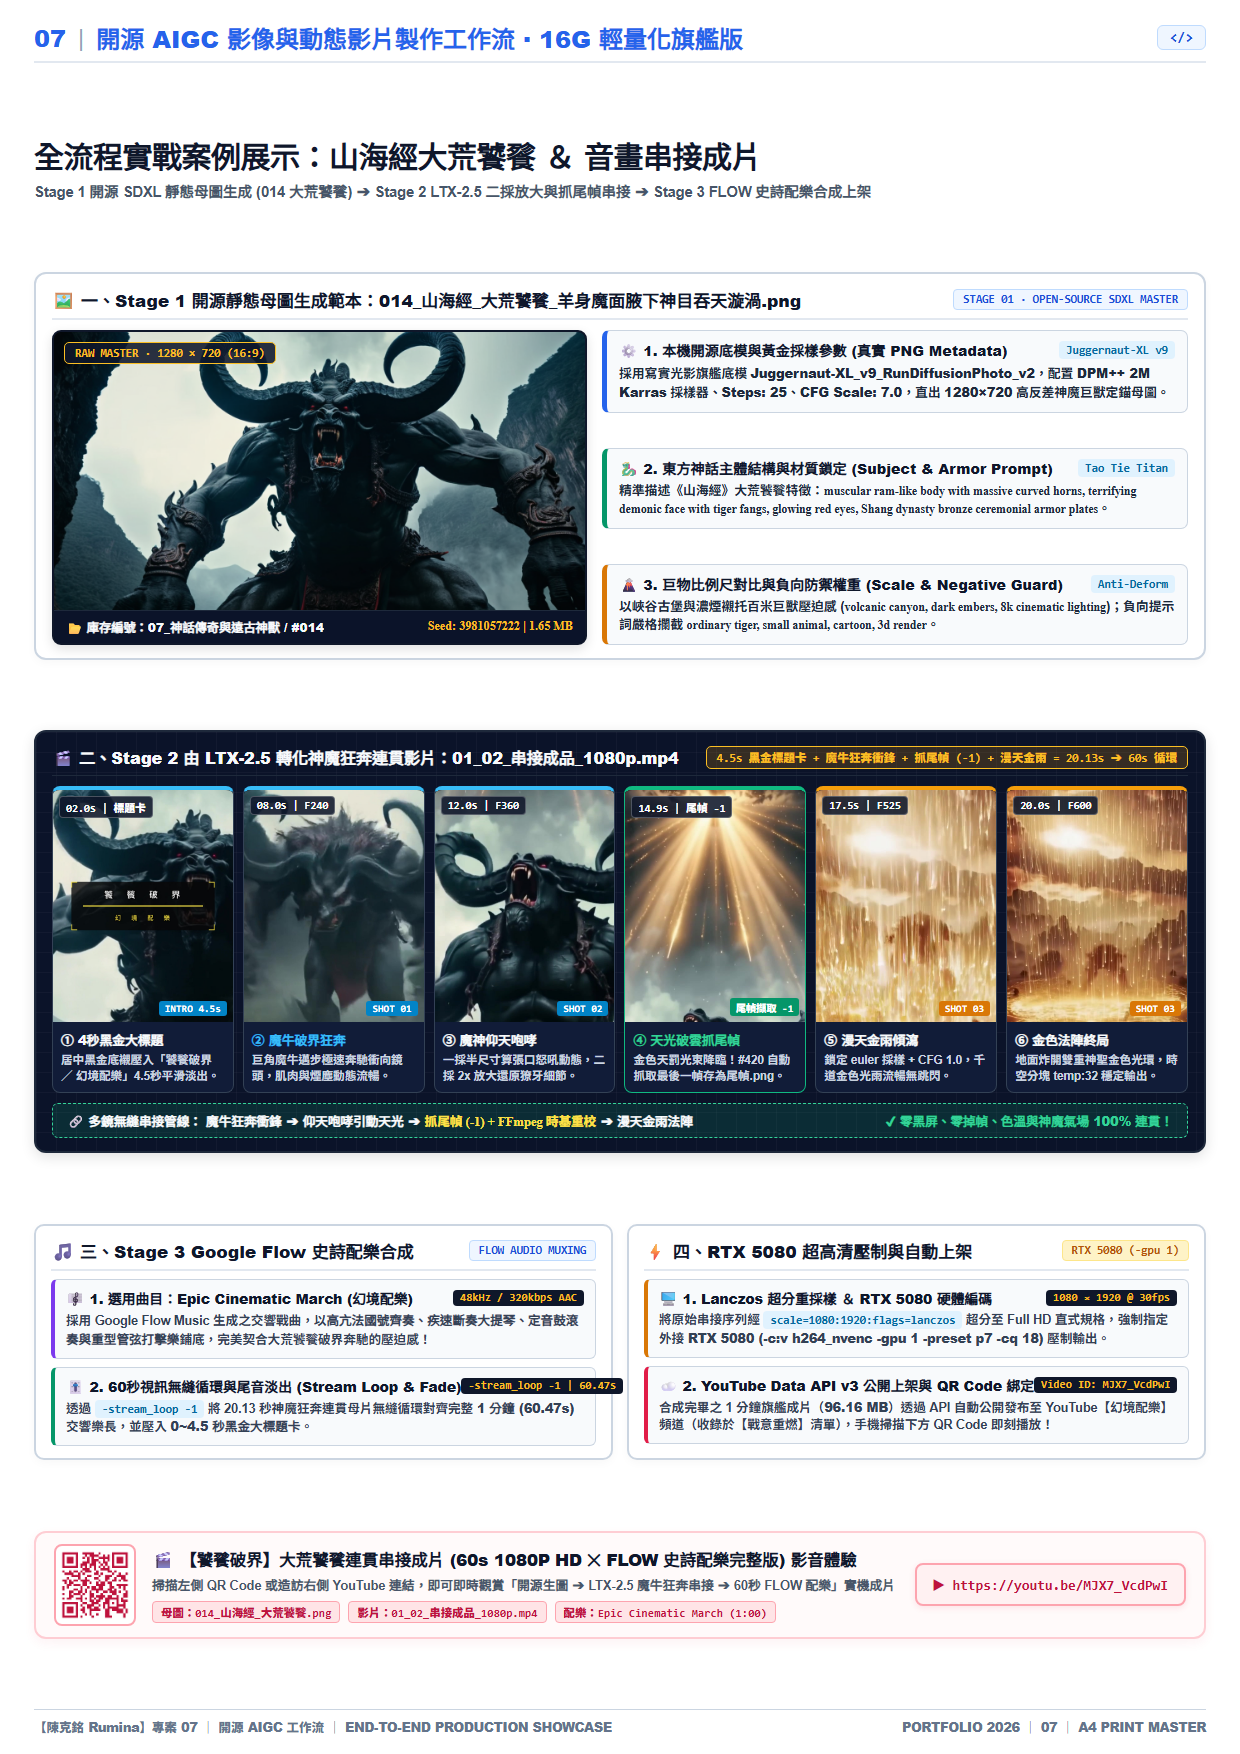 07 | 開源 AIGC 影像與動態影片製作工作流 · 16G 輕量化旗艦版
</>
全流程實戰案例展示：山海經大荒饕餮 & 音畫串接成片
Stage 1 開源 SDXL 靜態母圖生成 (014 大荒饕餮) ➔ Stage 2 LTX-2.5 二採放大與抓尾幀串接 ➔ Stage 3 FLOW 史詩配樂合成上架
一、Stage 1 開源靜態母圖生成範本：014_山海經_大荒饕餮_羊身魔面腋下神目吞天漩渦.png
STAGE 01 · OPEN-SOURCE SDXL MASTER
RAW MASTER · 1280 × 720 (16:9)
庫存編號：07_神話傳奇與遠古神獸 / #014
Seed: 3981057222 | 1.65 MB
1. 本機開源底模與黃金採樣參數 (真實 PNG Metadata)
Juggernaut-XL v9
採用寫實光影旗艦底模 Juggernaut-XL_v9_RunDiffusionPhoto_v2，配置 DPM++ 2M
Karras 採樣器、Steps: 25、CFG Scale: 7.0，直出 1280×720 高反差神魔巨獸定錨母圖。
2. 東方神話主體結構與材質鎖定 (Subject & Armor Prompt)
Tao Tie Titan
精準描述《山海經》大荒饕餮特徵：muscular ram-like body with massive curved horns, terrifying
demonic face with tiger fangs, glowing red eyes, Shang dynasty bronze ceremonial armor plates。
3. 巨物比例尺對比與負向防禦權重 (Scale & Negative Guard)
Anti-Deform
以峽谷古堡與濃煙襯托百米巨獸壓迫感 (volcanic canyon, dark embers, 8k cinematic lighting)；負向提示
詞嚴格攔截 ordinary tiger, small animal, cartoon, 3d render。
二、Stage 2 由 LTX-2.5 轉化神魔狂奔連貫影片：01_02_串接成品_1080p.mp4
4.5s 黑金標題卡 + 魔牛狂奔衝鋒 + 抓尾幀 (-1) + 漫天金雨 = 20.13s ➔ 60s 循環
02.0s | 標題卡
饕餮破界
幻境配樂
INTRO 4.5s
① 4秒黑金大標題
居中黑金底襯壓入「饕餮破界
／ 幻境配樂」4.5秒平滑淡出。
08.0s | F240
SHOT 01
② 魔牛破界狂奔
巨角魔牛邁步極速奔馳衝向鏡
頭，肌肉與煙塵動態流暢。
12.0s | F360
SHOT 02
③ 魔神仰天咆哮
一採半尺寸算張口怒吼動態，二
採 2x 放大還原獠牙細節。
14.9s | 尾幀 -1
尾幀擷取 -1
④ 天光破雲抓尾幀
金色天罰光束降臨！#420 自動
抓取最後一幀存為尾幀.png。
17.5s | F525
SHOT 03
⑤ 漫天金雨傾瀉
鎖定 euler 採樣 + CFG 1.0，千
道金色光雨流暢無跳閃。
20.0s | F600
SHOT 03
⑥ 金色法陣終局
地面炸開雙重神聖金色光環，時
空分塊 temp:32 穩定輸出。
多鏡無縫串接管線： 魔牛狂奔衝鋒 ➔ 仰天咆哮引動天光 ➔ 抓尾幀 (-1) + FFmpeg 時基重校 ➔ 漫天金雨法陣
✓ 零黑屏、零掉幀、色溫與神魔氣場 100% 連貫！
三、Stage 3 Google Flow 史詩配樂合成
FLOW AUDIO MUXING
1. 選用曲目：Epic Cinematic March (幻境配樂)
48kHz / 320kbps AAC
採用 Google Flow Music 生成之交響戰曲，以高亢法國號齊奏、疾速斷奏大提琴、定音鼓滾
奏與重型管弦打擊樂鋪底，完美契合大荒饕餮破界的壓迫感！
2. 60秒視訊無縫循環與尾音淡出 (Stream Loop & Fade)
-stream_loop -1 | 60.47s
透過 -stream_loop -1 將 20.13 秒神魔狂奔連貫母片無縫循環對齊完整 1 分鐘 (60.47s)
交響樂長，並壓入 0~4.5 秒黑金大標題卡。
四、RTX 5080 超高清壓制與自動上架
RTX 5080 (-gpu 1)
1. Lanczos 超分重採樣 & RTX 5080 硬體編碼
1080 × 1920 @ 30fps
將原始串接序列經 scale=1080:1920:flags=lanczos 超分至 Full HD 直式規格，強制指定
外接 RTX 5080 (-c:v h264_nvenc -gpu 1 -preset p7 -cq 18) 壓制輸出。
2. YouTube Data API v3 公開上架與 QR Code 綁定
Video ID: MJX7_VcdPwI
合成完畢之 1 分鐘旗艦成片（96.16 MB）透過 API 自動公開發布至 YouTube【幻境配樂】
頻道（收錄於【戰意重燃】清單），手機掃描下方 QR Code 即刻播放！
【饕餮破界】大荒饕餮連貫串接成片 (60s 1080P HD × FLOW 史詩配樂完整版) 影音體驗
掃描左側 QR Code 或造訪右側 YouTube 連結，即可即時觀賞「開源生圖 ➔ LTX-2.5 魔牛狂奔串接 ➔ 60秒 FLOW 配樂」實機成片
母圖：014_山海經_大荒饕餮.png
影片：01_02_串接成品_1080p.mp4
配樂：Epic Cinematic March (1:00)
▶ https://youtu.be/MJX7_VcdPwI
【陳克銘 Rumina】專案 07 | 開源 AIGC 工作流 | END-TO-END PRODUCTION SHOWCASE
PORTFOLIO 2026 | 07 | A4 PRINT MASTER